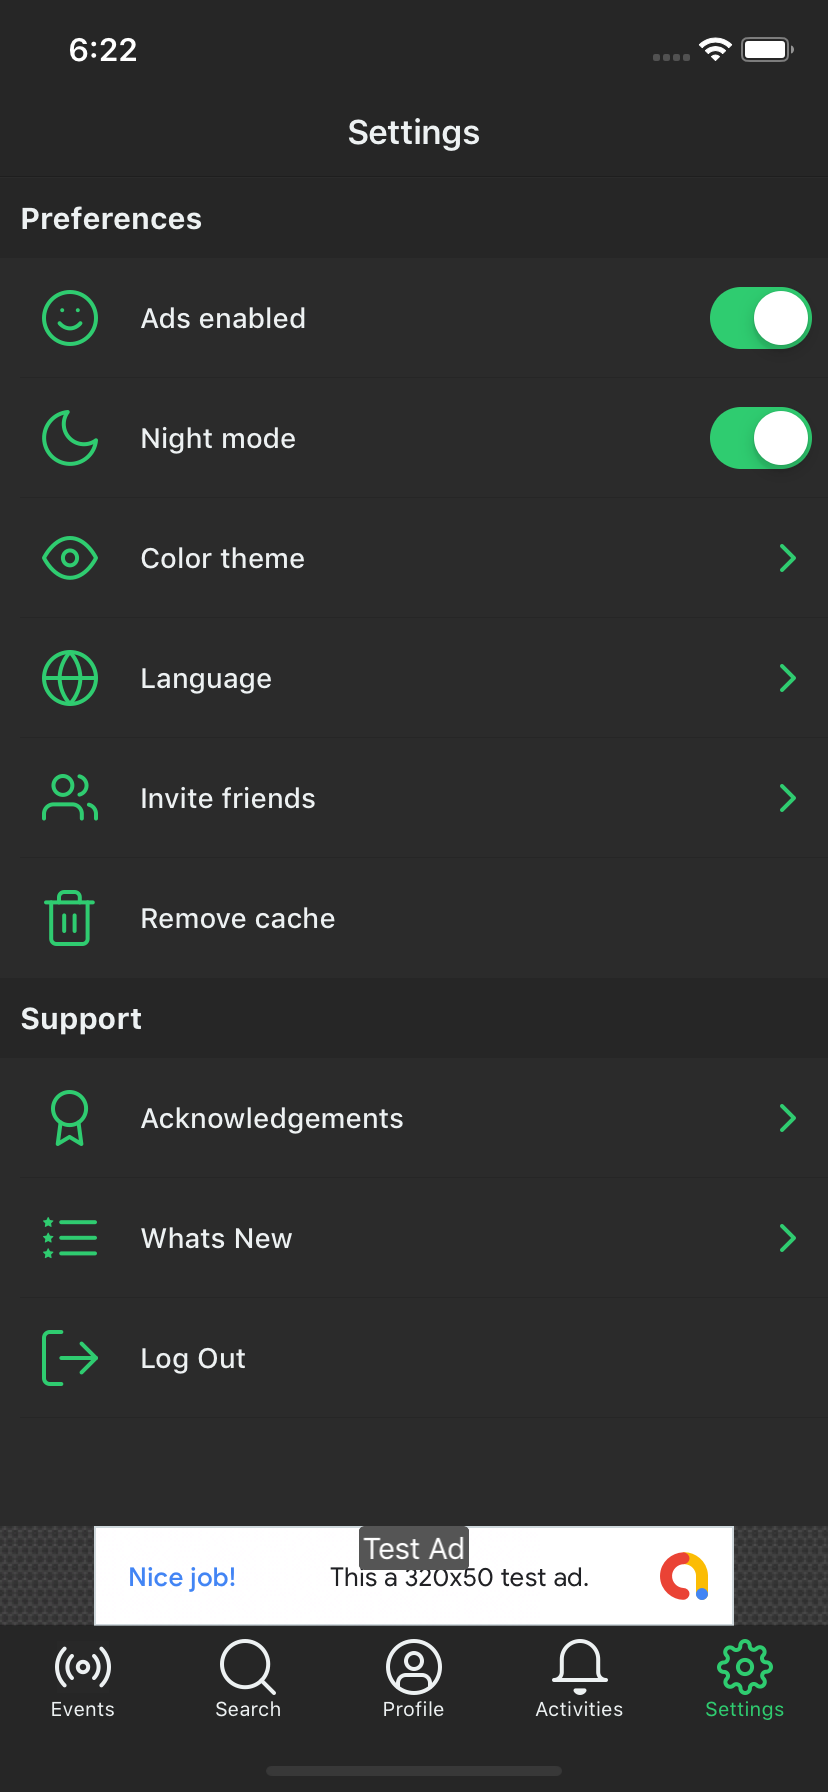 6:22
Settings
Preferences
Ads enabled
Night mode
Color theme
Language
Invite friends
Remove cache
Support
Acknowledgements
Whats New
Log Out
Test Ad
Nice job! This a 320x50 test ad.
Events Search Profile Activities Settings